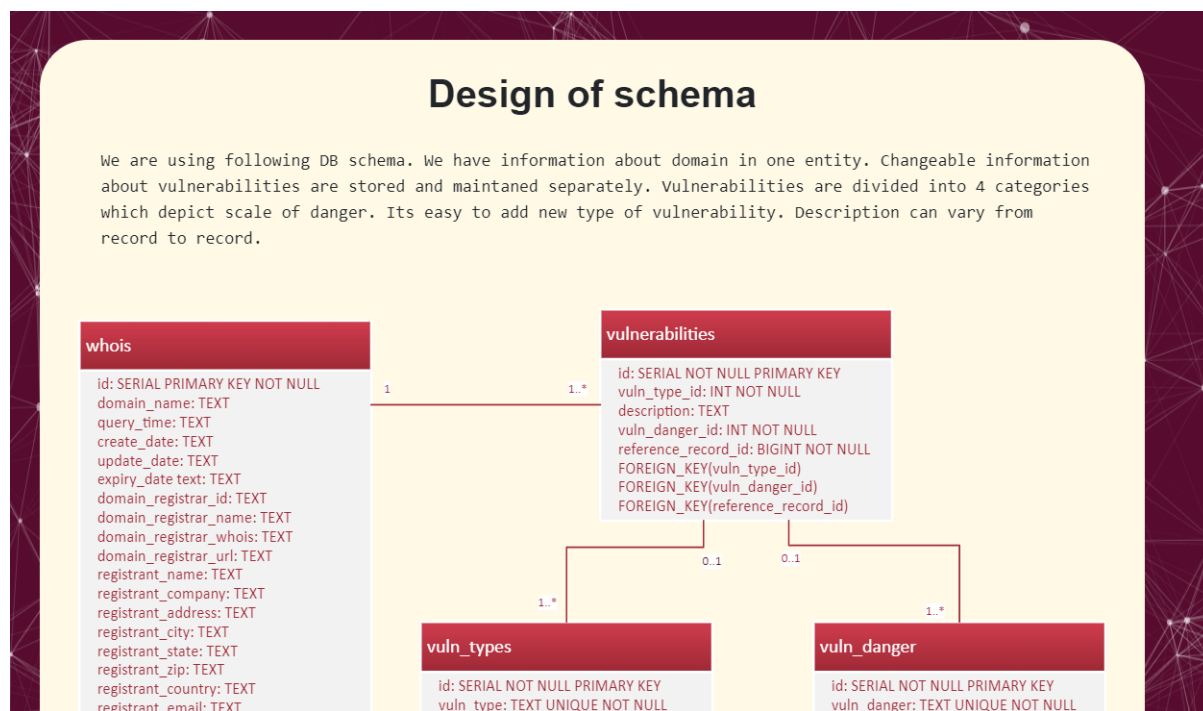 Design of schema
We are using following DB schema. We have information about domain in one entity. Changeable information
about vulnerabilities are stored and maintaned separately. Vulnerabilities are divided into 4 categories
which depict scale of danger. Its easy to add new type of vulnerability. Description can vary from
record to record.
whois
id: SERIAL PRIMARY KEY NOT NULL
domain_name: TEXT
query_time: TEXT
create_date: TEXT
update_date: TEXT
expiry_date text: TEXT
domain_registrar_id: TEXT
domain_registrar_name: TEXT
domain_registrar_whois: TEXT
domain_registrar_url: TEXT
registrant_name: TEXT
registrant_company: TEXT
registrant_address: TEXT
registrant_city: TEXT
registrant_state: TEXT
registrant_zip: TEXT
registrant_country: TEXT
registrant_email: TEXT
1
1..*
vulnerabilities
id: SERIAL NOT NULL PRIMARY KEY
vuln_type_id: INT NOT NULL
description: TEXT
vuln_danger_id: INT NOT NULL
reference_record_id: BIGINT NOT NULL
FOREIGN_KEY(vuln_type_id)
FOREIGN_KEY(vuln_danger_id)
FOREIGN_KEY(reference_record_id)
0..1
0..1
1..*
1..*
vuln_types
id: SERIAL NOT NULL PRIMARY KEY
vuln_type: TEXT UNIQUE NOT NULL
vuln_danger
id: SERIAL NOT NULL PRIMARY KEY
vuln_danger: TEXT UNIQUE NOT NULL